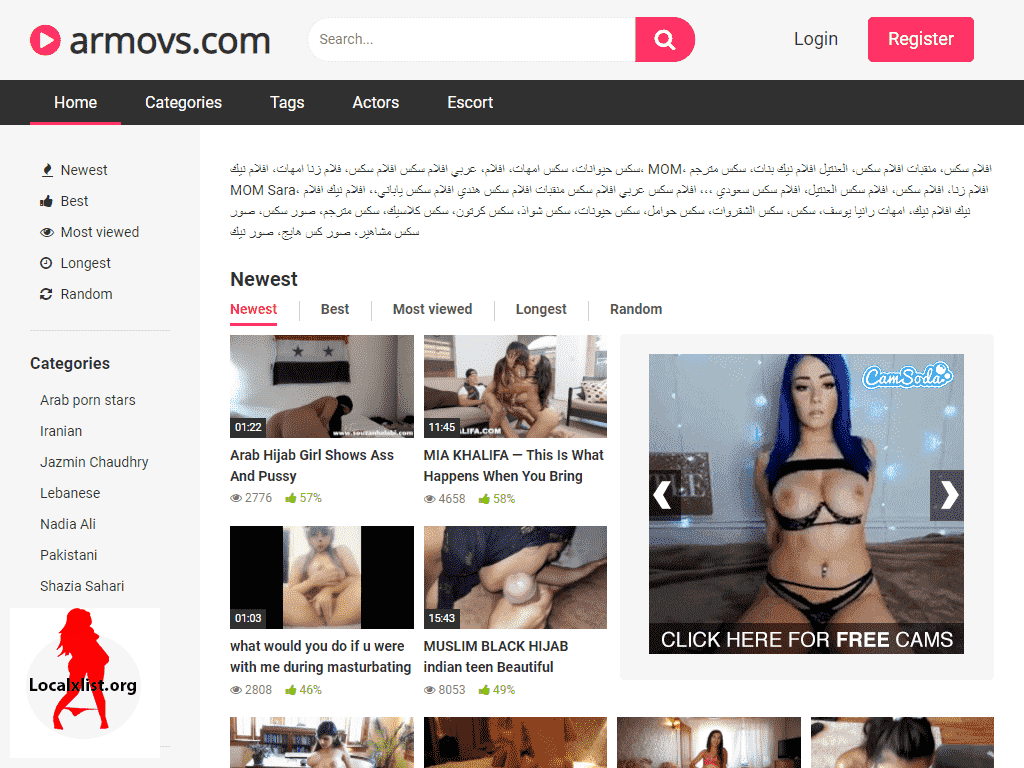 armovs.com
Search...
Login
Register
Home
Categories
Tags
Actors
Escort
Newest
Best
Most viewed
Longest
Random
Categories
Arab porn stars
Iranian
Jazmin Chaudhry
Lebanese
Nadia Ali
Pakistani
Shazia Sahari
Localxlist.org
افلام سكس، منقبات افلام سكس، العنتيل افلام نيك بنات، سكس مترجم ،MOM ،سكس حيوانات، سكس امهات، افلام، عربي افلام سكس افلام سكس، فلام زنا امهات، افلام نيك
افلام زنا، افلام سكس، افلام سكس العنتيل، افلام سكس سعودي ،،، افلام سكس عربي افلام سكس منقبات افلام سكس هندي افلام سكس ياباني،، افلام نيك افلام ،MOM Sara
نيك افلام نيك، امهات رانيا يوسف، سكس، سكس الشقروات، سكس حوامل، سكس حيونات، سكس شواذ، سكس كرتون، سكس كلاسيك، سكس مترجم، صور سكس، صور
سكس مشاهير، صور كس هايج، صور نيك
Newest
Newest
Best
Most viewed
Longest
Random
01:22
www.souzanhalabi.com
Arab Hijab Girl Shows Ass
And Pussy
2776 57%
11:45
LIFA.COM
MIA KHALIFA — This Is What
Happens When You Bring
4658 58%
01:03
what would you do if u were
with me during masturbating
2808 46%
15:43
MUSLIM BLACK HIJAB
indian teen Beautiful
8053 49%
CamSoda
CLICK HERE FOR FREE CAMS